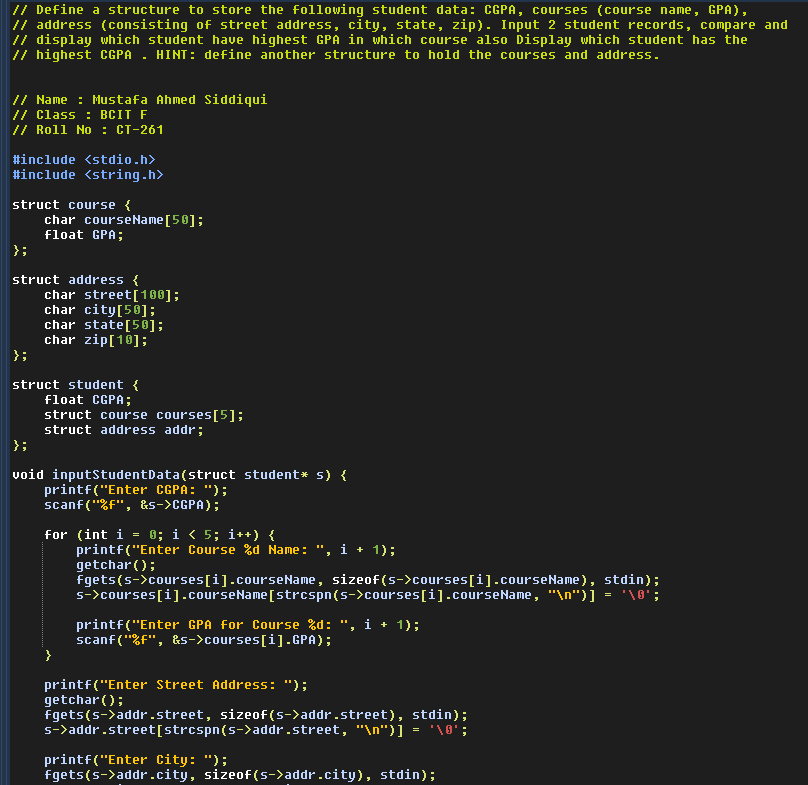 // Define a structure to store the following student data: CGPA, courses (course name, GPA),
// address (consisting of street address, city, state, zip). Input 2 student records, compare and
// display which student have highest GPA in which course also Display which student has the
// highest CGPA . HINT: define another structure to hold the courses and address.
// Name : Mustafa Ahmed Siddiqui
// Class : BCIT F
// Roll No : CT-261
#include <stdio.h>
#include <string.h>
struct course {
    char courseName[50];
    float GPA;
};
struct address {
    char street[100];
    char city[50];
    char state[50];
    char zip[10];
};
struct student {
    float CGPA;
    struct course courses[5];
    struct address addr;
};
void inputStudentData(struct student* s) {
    printf("Enter CGPA: ");
    scanf("%f", &s->CGPA);
    for (int i = 0; i < 5; i++) {
        printf("Enter Course %d Name: ", i + 1);
        getchar();
        fgets(s->courses[i].courseName, sizeof(s->courses[i].courseName), stdin);
        s->courses[i].courseName[strcspn(s->courses[i].courseName, "\n")] = '\0';
        printf("Enter GPA for Course %d: ", i + 1);
        scanf("%f", &s->courses[i].GPA);
    }
    printf("Enter Street Address: ");
    getchar();
    fgets(s->addr.street, sizeof(s->addr.street), stdin);
    s->addr.street[strcspn(s->addr.street, "\n")] = '\0';
    printf("Enter City: ");
    fgets(s->addr.city, sizeof(s->addr.city), stdin);